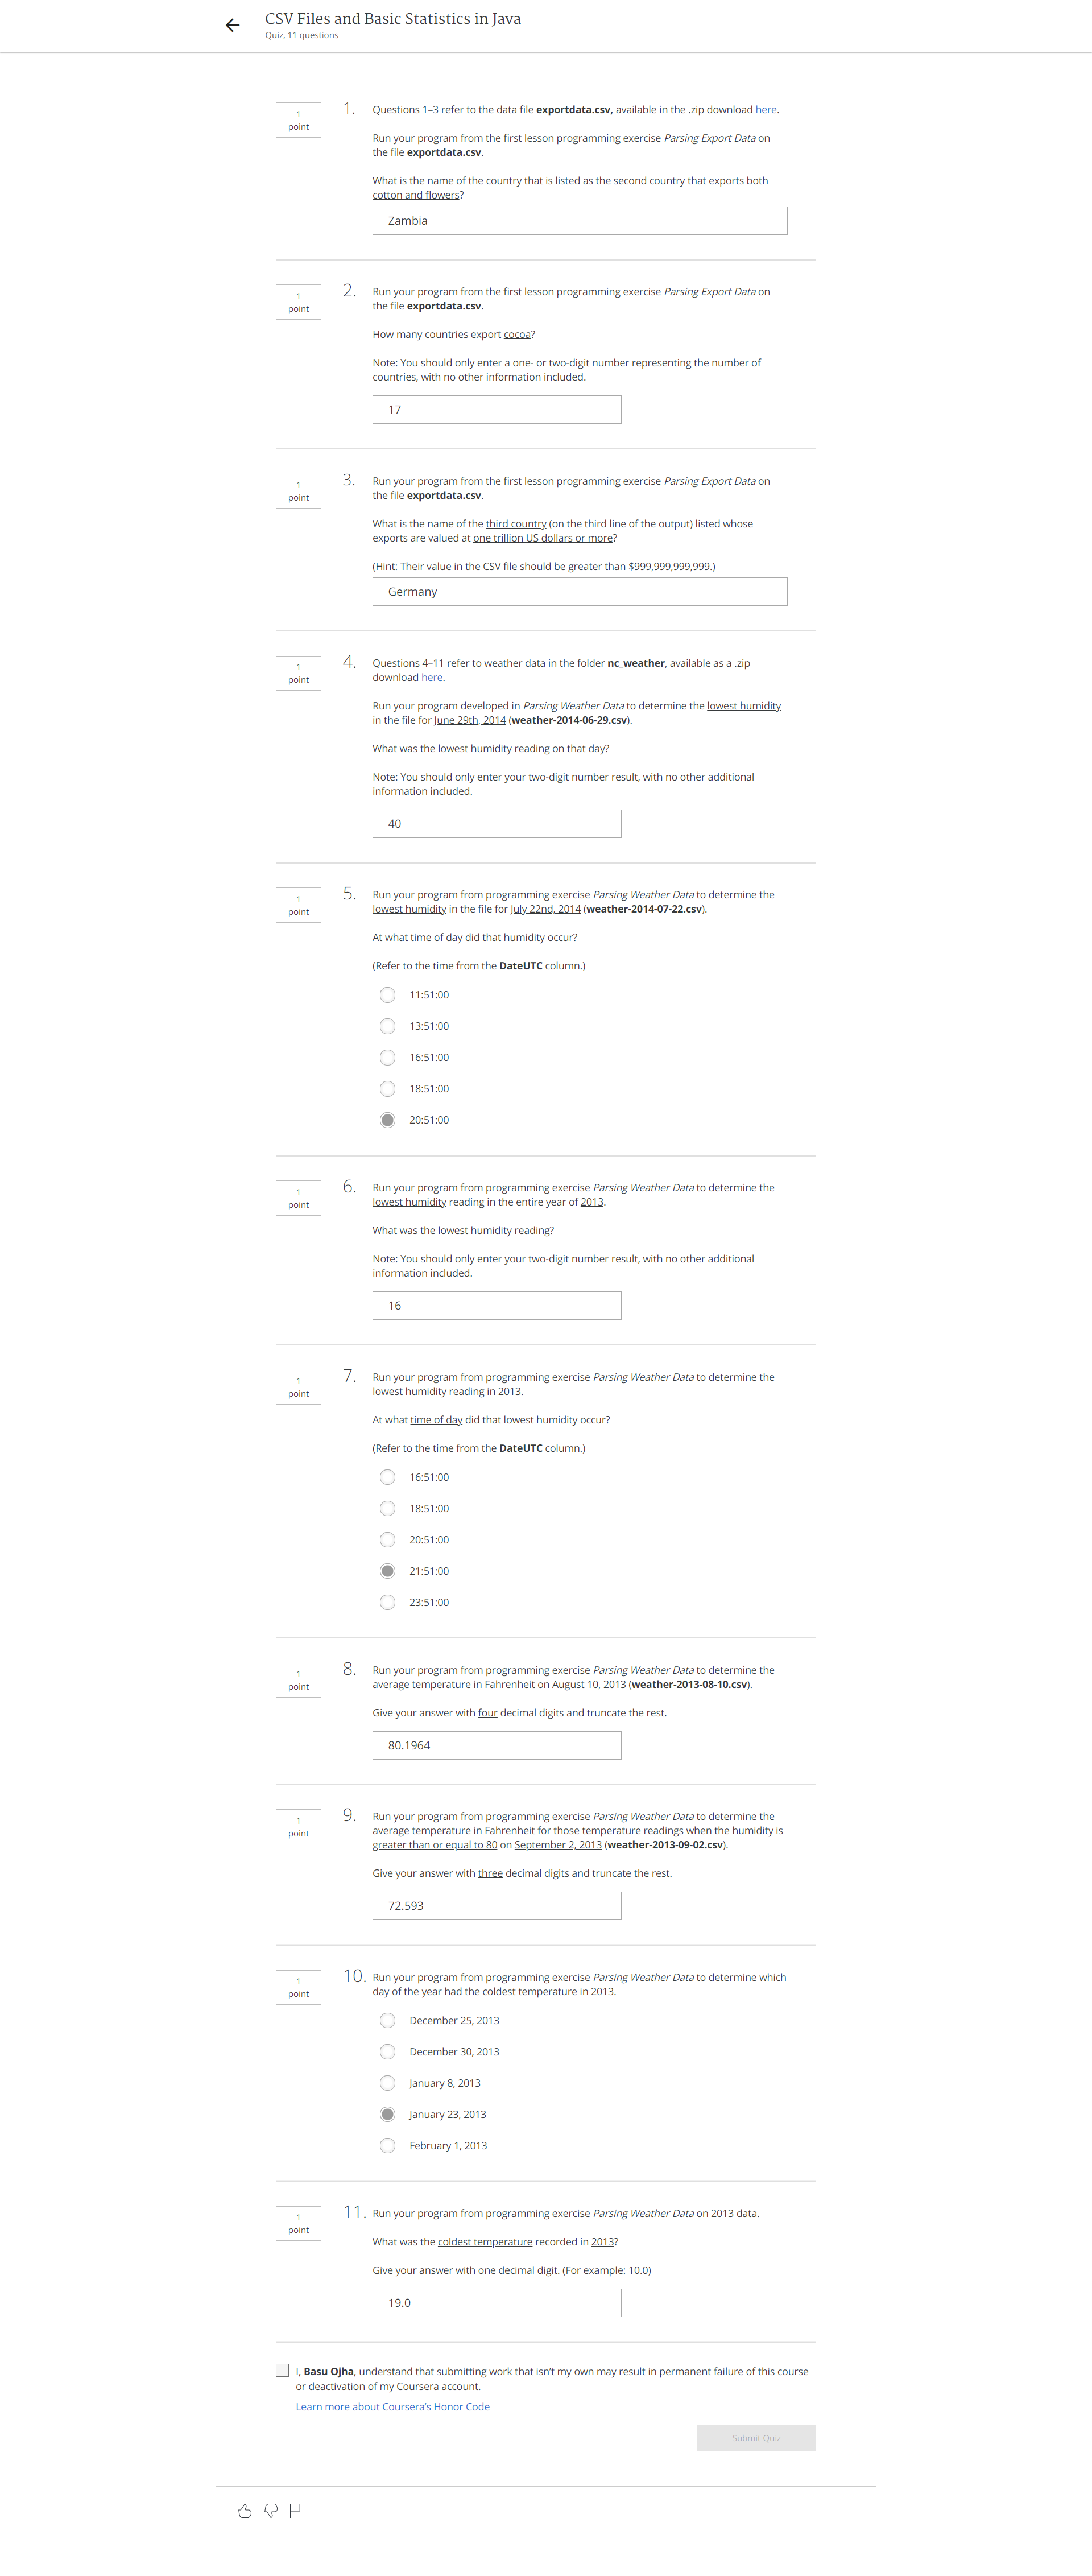 CSV Files and Basic Statistics in Java
Quiz, 11 questions
1
point
1.
Questions 1–3 refer to the data file exportdata.csv, available in the .zip download here.
Run your program from the first lesson programming exercise Parsing Export Data on
the file exportdata.csv.
What is the name of the country that is listed as the second country that exports both
cotton and flowers?
Zambia
1
point
2.
Run your program from the first lesson programming exercise Parsing Export Data on
the file exportdata.csv.
How many countries export cocoa?
Note: You should only enter a one- or two-digit number representing the number of
countries, with no other information included.
17
1
point
3.
Run your program from the first lesson programming exercise Parsing Export Data on
the file exportdata.csv.
What is the name of the third country (on the third line of the output) listed whose
exports are valued at one trillion US dollars or more?
(Hint: Their value in the CSV file should be greater than $999,999,999,999.)
Germany
1
point
4.
Questions 4–11 refer to weather data in the folder nc_weather, available as a .zip
download here.
Run your program developed in Parsing Weather Data to determine the lowest humidity
in the file for June 29th, 2014 (weather-2014-06-29.csv).
What was the lowest humidity reading on that day?
Note: You should only enter your two-digit number result, with no other additional
information included.
40
1
point
5.
Run your program from programming exercise Parsing Weather Data to determine the
lowest humidity in the file for July 22nd, 2014 (weather-2014-07-22.csv).
At what time of day did that humidity occur?
(Refer to the time from the DateUTC column.)
11:51:00
13:51:00
16:51:00
18:51:00
20:51:00
1
point
6.
Run your program from programming exercise Parsing Weather Data to determine the
lowest humidity reading in the entire year of 2013.
What was the lowest humidity reading?
Note: You should only enter your two-digit number result, with no other additional
information included.
16
1
point
7.
Run your program from programming exercise Parsing Weather Data to determine the
lowest humidity reading in 2013.
At what time of day did that lowest humidity occur?
(Refer to the time from the DateUTC column.)
16:51:00
18:51:00
20:51:00
21:51:00
23:51:00
1
point
8.
Run your program from programming exercise Parsing Weather Data to determine the
average temperature in Fahrenheit on August 10, 2013 (weather-2013-08-10.csv).
Give your answer with four decimal digits and truncate the rest.
80.1964
1
point
9.
Run your program from programming exercise Parsing Weather Data to determine the
average temperature in Fahrenheit for those temperature readings when the humidity is
greater than or equal to 80 on September 2, 2013 (weather-2013-09-02.csv).
Give your answer with three decimal digits and truncate the rest.
72.593
1
point
10.
Run your program from programming exercise Parsing Weather Data to determine which
day of the year had the coldest temperature in 2013.
December 25, 2013
December 30, 2013
January 8, 2013
January 23, 2013
February 1, 2013
1
point
11.
Run your program from programming exercise Parsing Weather Data on 2013 data.
What was the coldest temperature recorded in 2013?
Give your answer with one decimal digit. (For example: 10.0)
19.0
I, Basu Ojha, understand that submitting work that isn't my own may result in permanent failure of this course
or deactivation of my Coursera account.
Learn more about Coursera's Honor Code
Submit Quiz